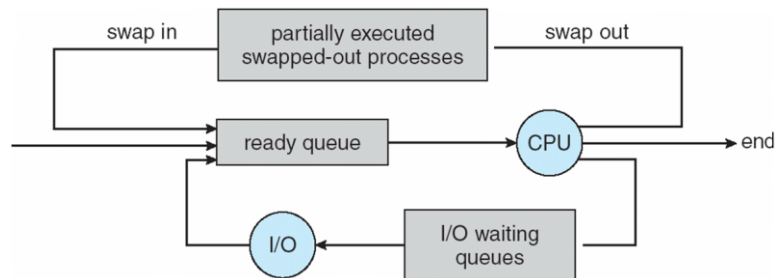 swap in
partially executed
swapped-out processes
swap out
ready queue
CPU
end
I/O
I/O waiting
queues